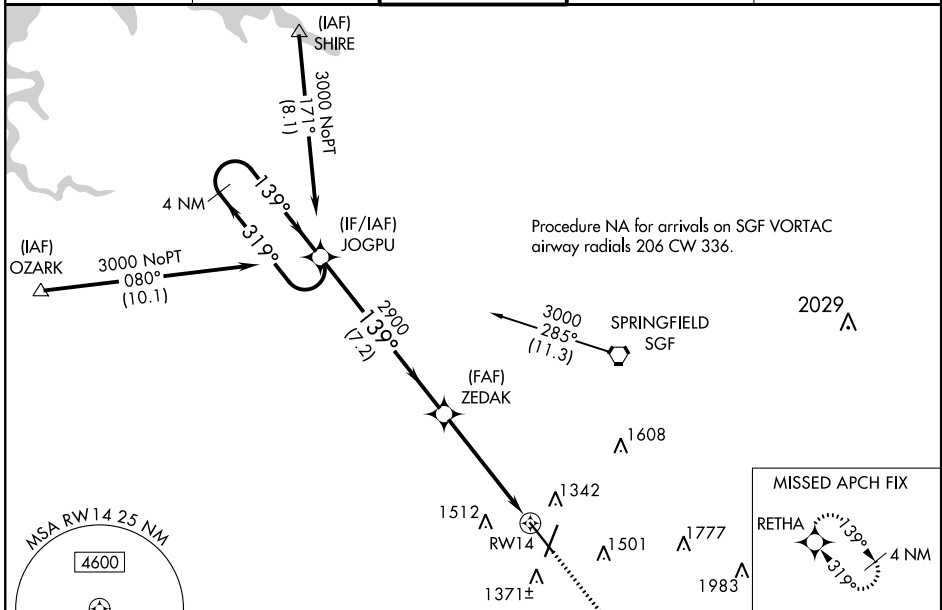 (IAF)
SHIRE
3000 NoPT
171°
(8.1)
139°
4 NM
319°
(IF/IAF)
JOGPU
(IAF)
OZARK
3000 NoPT
080°
(10.1)
Procedure NA for arrivals on SGF VORTAC
airway radials 206 CW 336.
2900
139°
(7.2)
3000
285°
(11.3)
SPRINGFIELD
SGF
2029
(FAF)
ZEDAK
1608
1342
1512
RW14
1501
1777
1371±
1983
MSA RW14 25 NM
4600
MISSED APCH FIX
RETHA
139°
4 NM
319°